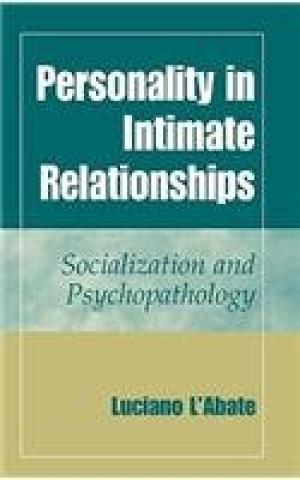 Personality in
Intimate
Relationships
Socialization and
Psychopathology
Luciano L'Abate